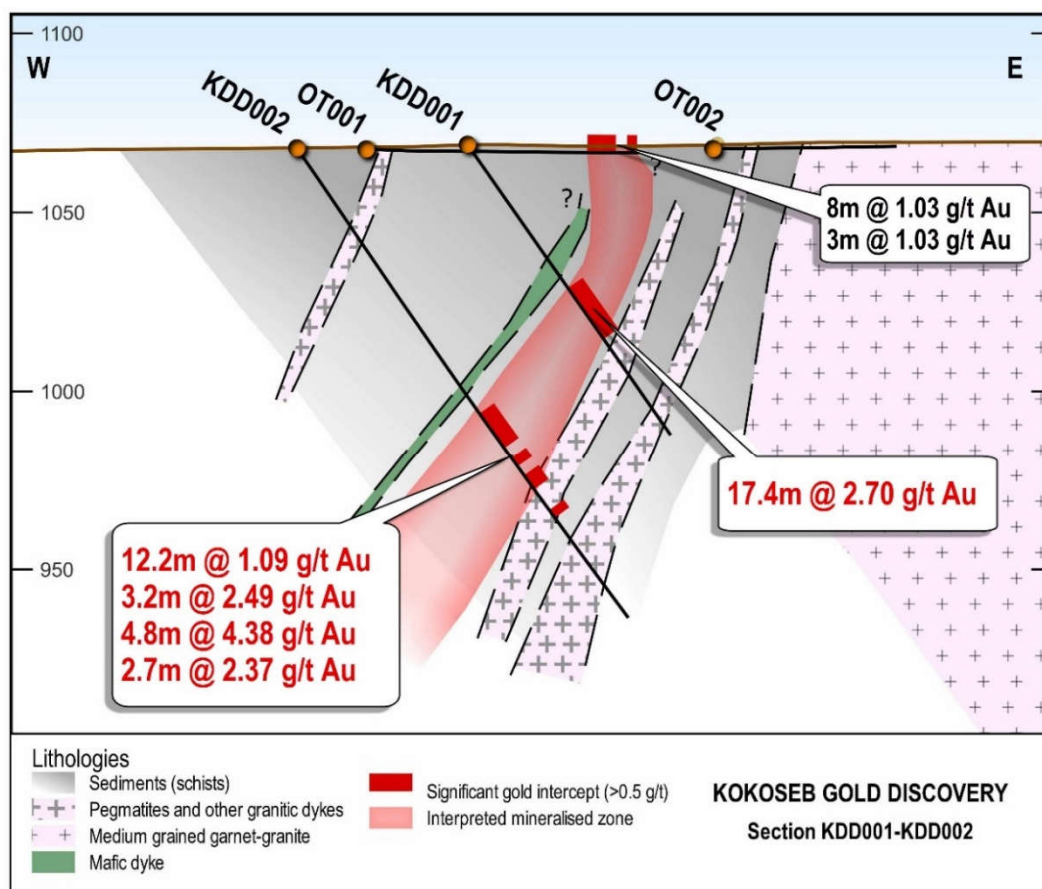 1100
W
E
KDD002
OT001
KDD001
OT002
8m @ 1.03 g/t Au
3m @ 1.03 g/t Au
1050
?
?
1000
17.4m @ 2.70 g/t Au
950
12.2m @ 1.09 g/t Au
3.2m @ 2.49 g/t Au
4.8m @ 4.38 g/t Au
2.7m @ 2.37 g/t Au
Lithologies
Sediments (schists)
Pegmatites and other granitic dykes
Medium grained garnet-granite
Mafic dyke
Significant gold intercept (>0.5 g/t)
Interpreted mineralised zone
KOKOSEB GOLD DISCOVERY
Section KDD001-KDD002